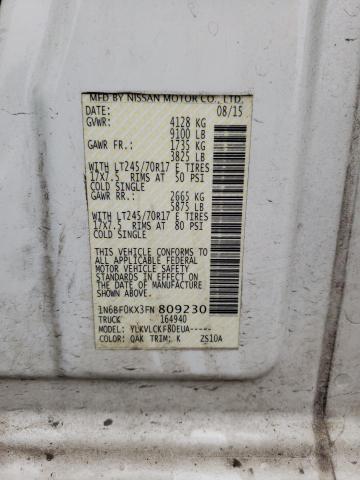 MFD BY NISSAN MOTOR CO., LTD.
DATE: 08/15
GVWR: 4128 KG
9100 LB
GAWR FR.: 1735 KG
3825 LB
WITH LT245/70R17 E TIRES
17X7.5 RIMS AT 50 PSI
COLD SINGLE
GAWR RR.: 2665 KG
5875 LB
WITH LT245/70R17 E TIRES
17X7.5 RIMS AT 80 PSI
COLD SINGLE
THIS VEHICLE CONFORMS TO
ALL APPLICABLE FEDERAL
MOTOR VEHICLE SAFETY
STANDARDS IN EFFECT ON
THE DATE OF MANUFACTURE
SHOWN ABOVE.
1N6BF0KX3FN 809230
TRUCK 164940
MODEL: YLKVLCKF8DEUA-----
COLOR: QAK TRIM: K ZS10A